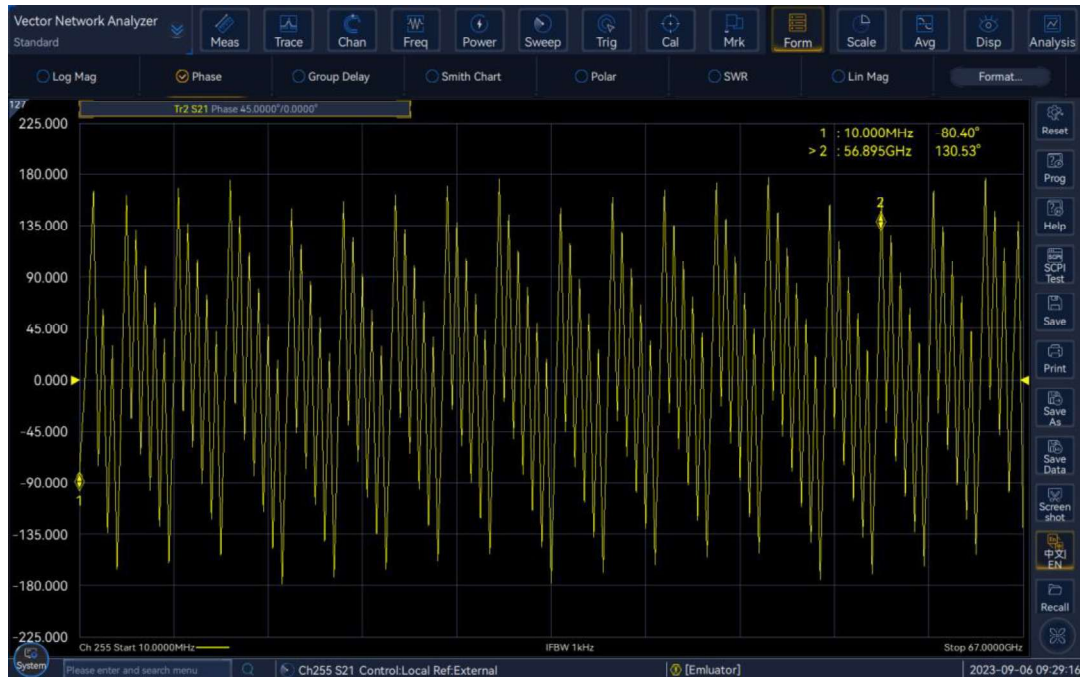 Vector Network Analyzer
Standard
Meas Trace Chan Freq Power Sweep Trig Cal Mrk Form Scale Avg Disp Analysis
Log Mag Phase Group Delay Smith Chart Polar SWR Lin Mag Format...
127
Tr2 S21 Phase 45.0000°/0.0000°
1 : 10.000MHz -80.40°
> 2 : 56.895GHz 130.53°
225.000
180.000
135.000
90.000
45.000
0.000
-45.000
-90.000
-135.000
-180.000
-225.000
2
1
Reset
Prog
Help
SCPI
SCPI
Test
Save
Print
Save
As
Save
Data
Screen
shot
中文|
EN
Recall
Ch 255 Start 10.0000MHz
IFBW 1kHz
Stop 67.0000GHz
System
Please enter and search menu
Ch255 S21 Control:Local Ref:External
[Emluator]
2023-09-06 09:29:16